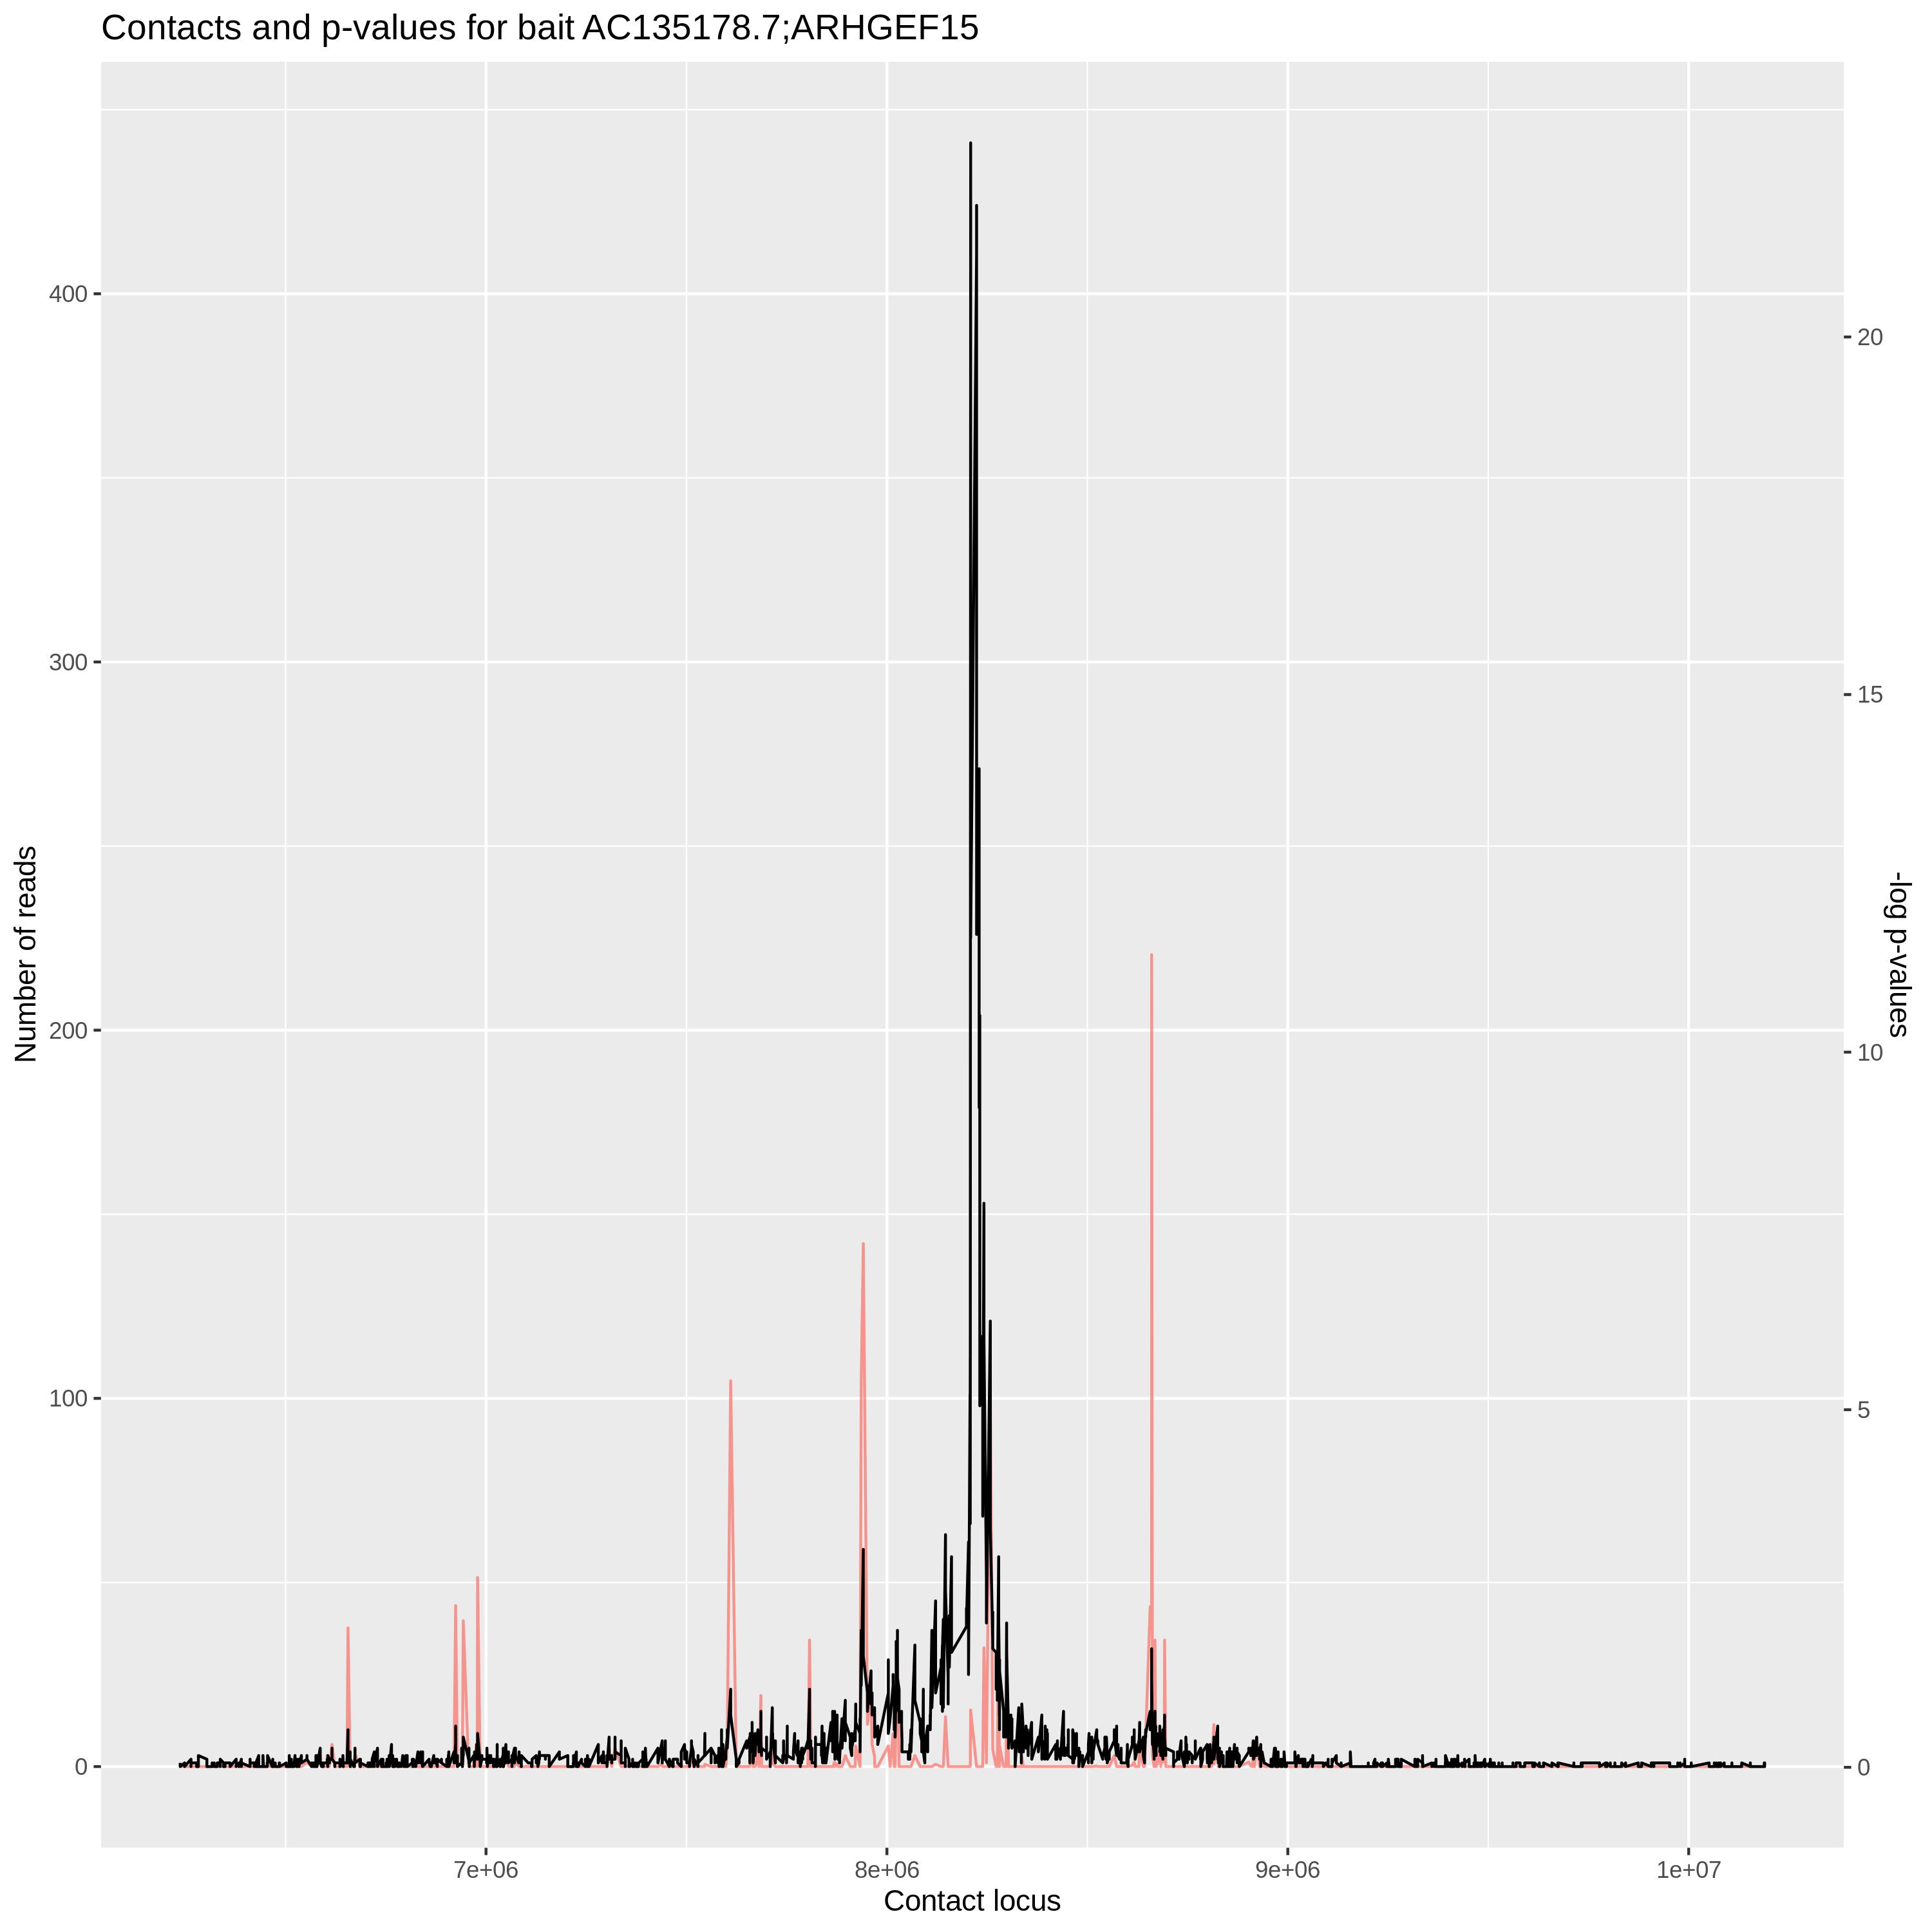 Contacts and p-values for bait AC135178.7;ARHGEF15
400
300
200
100
0
Number of reads
20
15
10
5
0
-log p-values
7e+06
8e+06
9e+06
1e+07
Contact locus